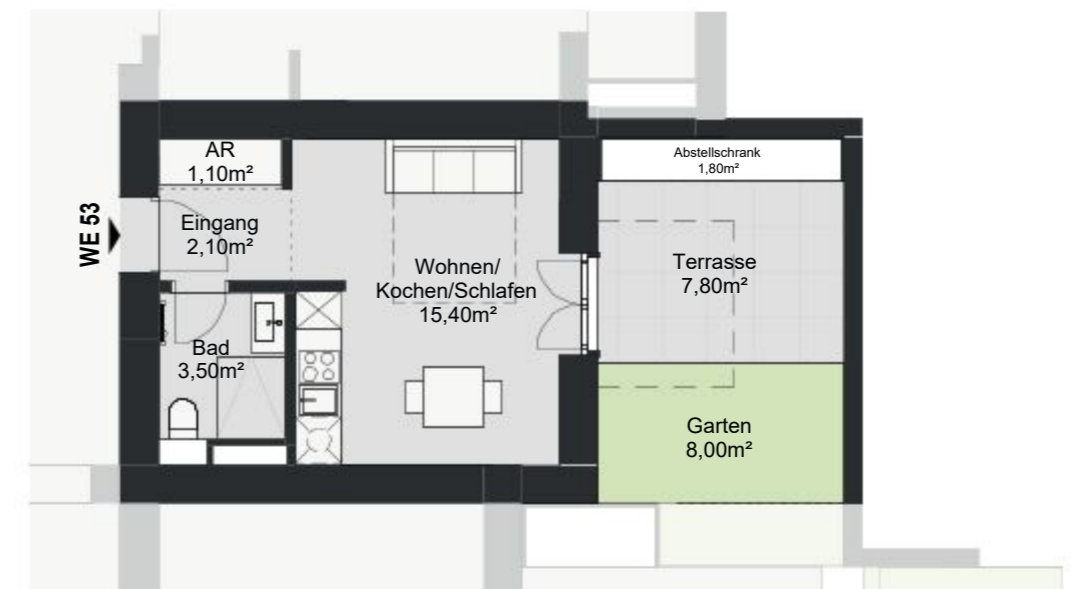 AR
1,10m²
Abstellschrank
1,80m²
WE 53
Eingang
2,10m²
Wohnen/
Kochen/Schlafen
15,40m²
Terrasse
7,80m²
Bad
3,50m²
Garten
8,00m²